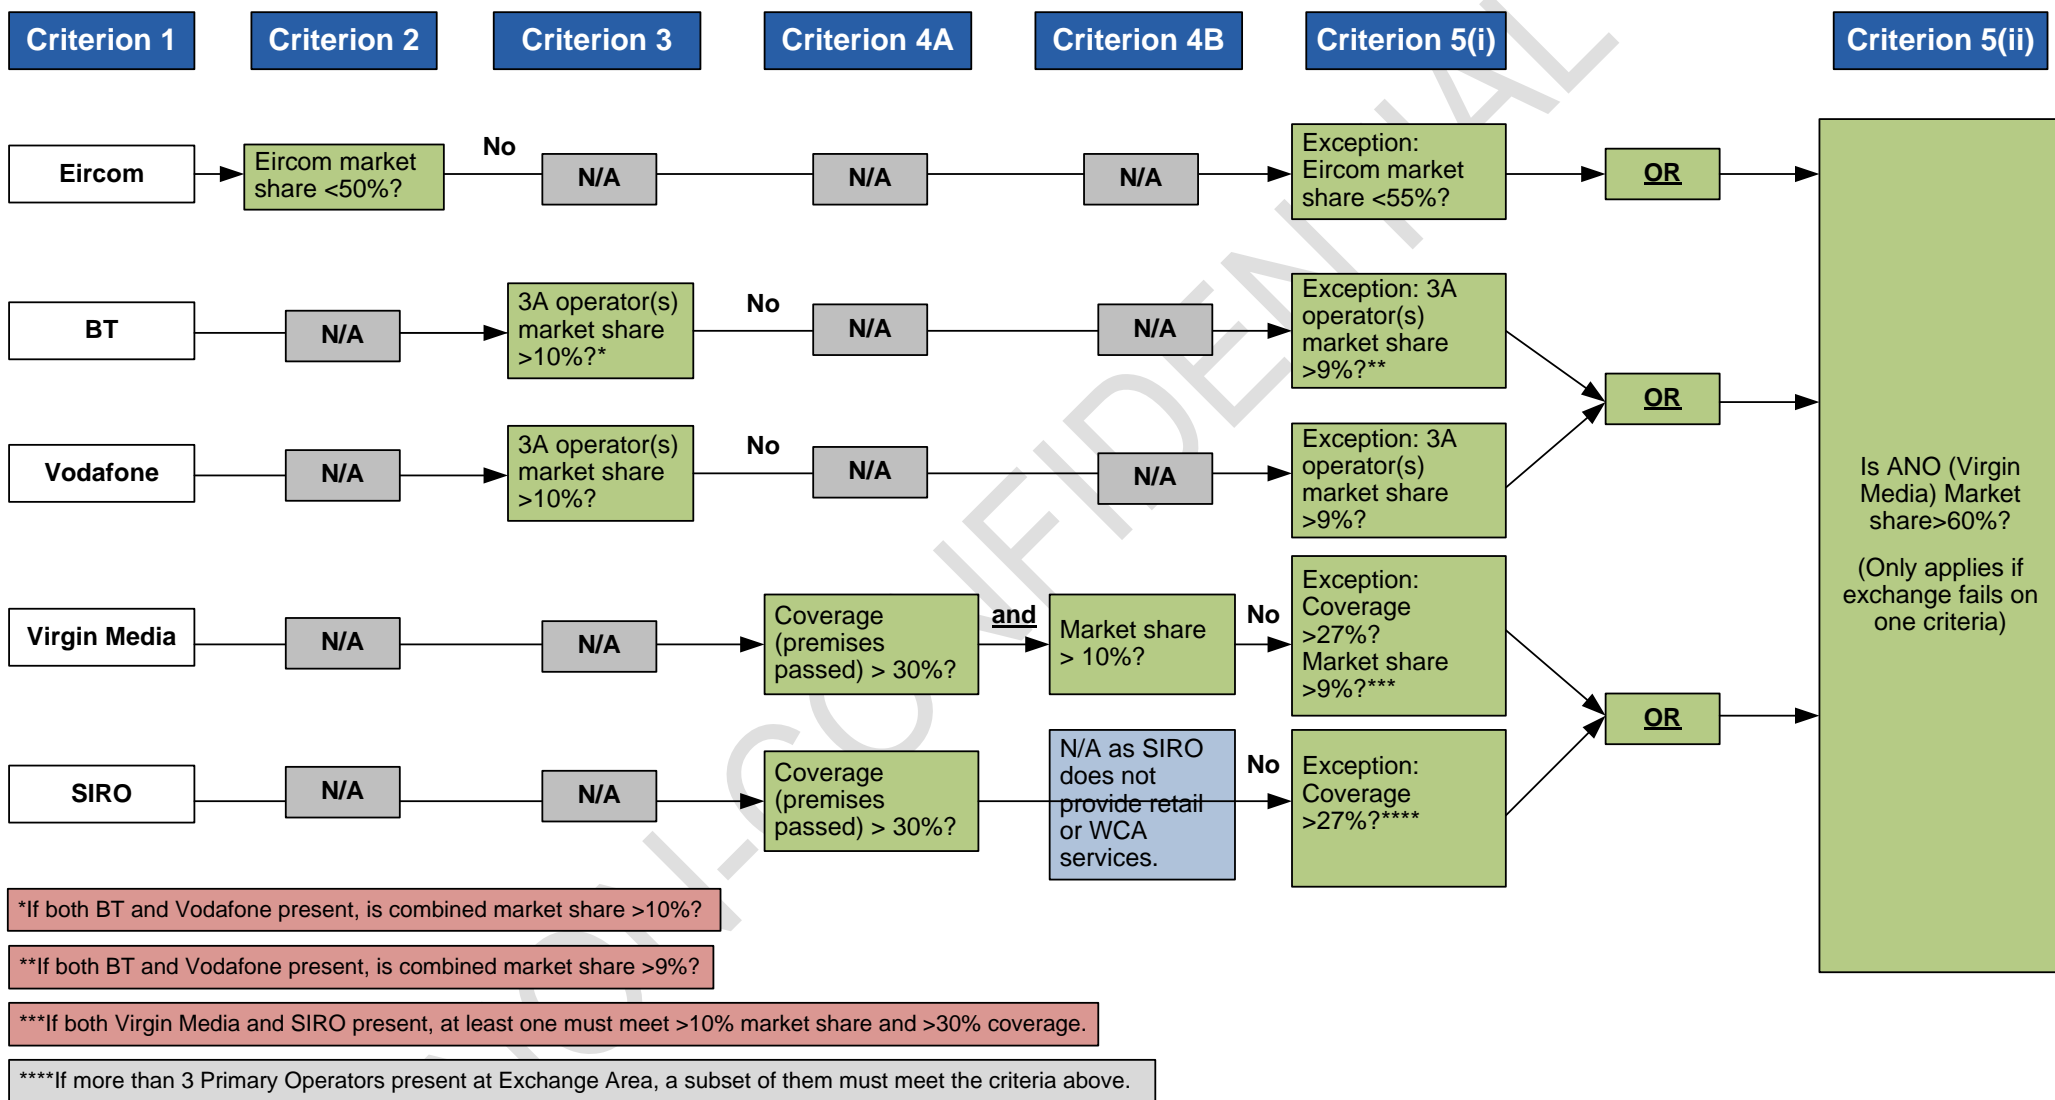 Criterion 1
Criterion 2
Criterion 3
Criterion 4A
Criterion 4B
Criterion 5(i)
Criterion 5(ii)
Eircom
Eircom market
share <50%?
No
N/A
N/A
N/A
Exception:
Eircom market
share <55%?
OR
BT
N/A
3A operator(s)
market share
>10%?*
No
N/A
N/A
Exception: 3A
operator(s)
market share
>9%?**
OR
Vodafone
N/A
3A operator(s)
market share
>10%?
No
N/A
N/A
Exception: 3A
operator(s)
market share
>9%?
Virgin Media
N/A
N/A
Coverage
(premises
passed) > 30%?
and
Market share
> 10%?
No
Exception:
Coverage
>27%?
Market share
>9%?***
OR
SIRO
N/A
N/A
Coverage
(premises
passed) > 30%?
N/A as SIRO
does not
provide retail
or WCA
services.
No
Exception:
Coverage
>27%?****
Is ANO (Virgin
Media) Market
share>60%?
(Only applies if
exchange fails on
one criteria)
*If both BT and Vodafone present, is combined market share >10%?
**If both BT and Vodafone present, is combined market share >9%?
***If both Virgin Media and SIRO present, at least one must meet >10% market share and >30% coverage.
****If more than 3 Primary Operators present at Exchange Area, a subset of them must meet the criteria above.
NON-CONFIDENTIAL